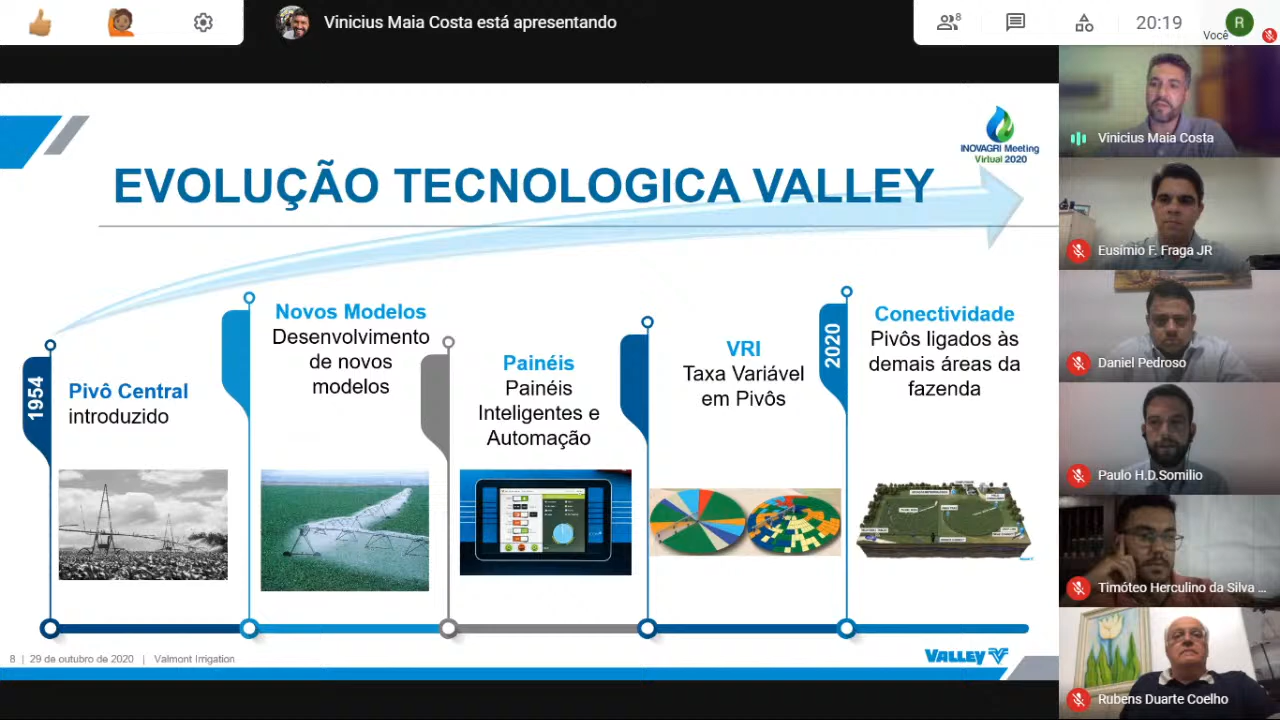 Vinicius Maia Costa está apresentando
8
20:19
R
Você
INOVAGRI Meeting
Virtual 2020
EVOLUÇÃO TECNOLOGICA VALLEY
1954
Pivô Central
introduzido
Novos Modelos
Desenvolvimento
de novos
modelos
Painéis
Painéis
Inteligentes e
Automação
VRI
Taxa Variável
em Pivôs
2020
Conectividade
Pivôs ligados às
demais áreas da
fazenda
8 | 29 de outubro de 2020 | Valmont Irrigation
VALLEY
Vinicius Maia Costa
Eusímio F. Fraga JR
Daniel Pedroso
Paulo H.D.Somilio
Timóteo Herculino da Silva ...
Rubens Duarte Coelho